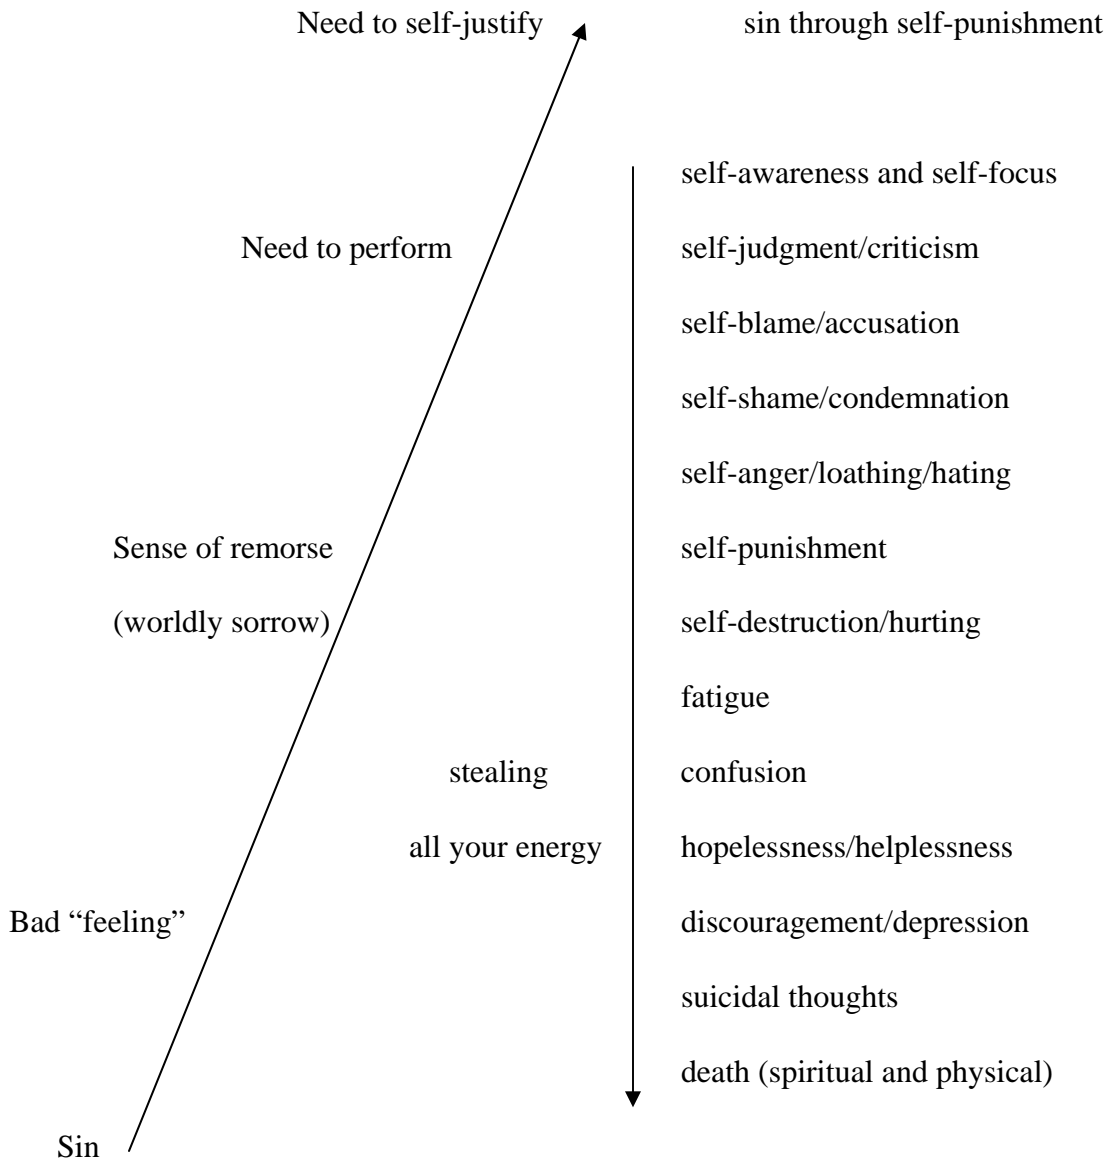 Need to self-justify sin through self-punishment
self-awareness and self-focus
Need to perform self-judgment/criticism
self-blame/accusation
self-shame/condemnation
self-anger/loathing/hating
Sense of remorse self-punishment
(worldly sorrow) self-destruction/hurting
fatigue
stealing confusion
all your energy hopelessness/helplessness
Bad “feeling” discouragement/depression
suicidal thoughts
death (spiritual and physical)
Sin